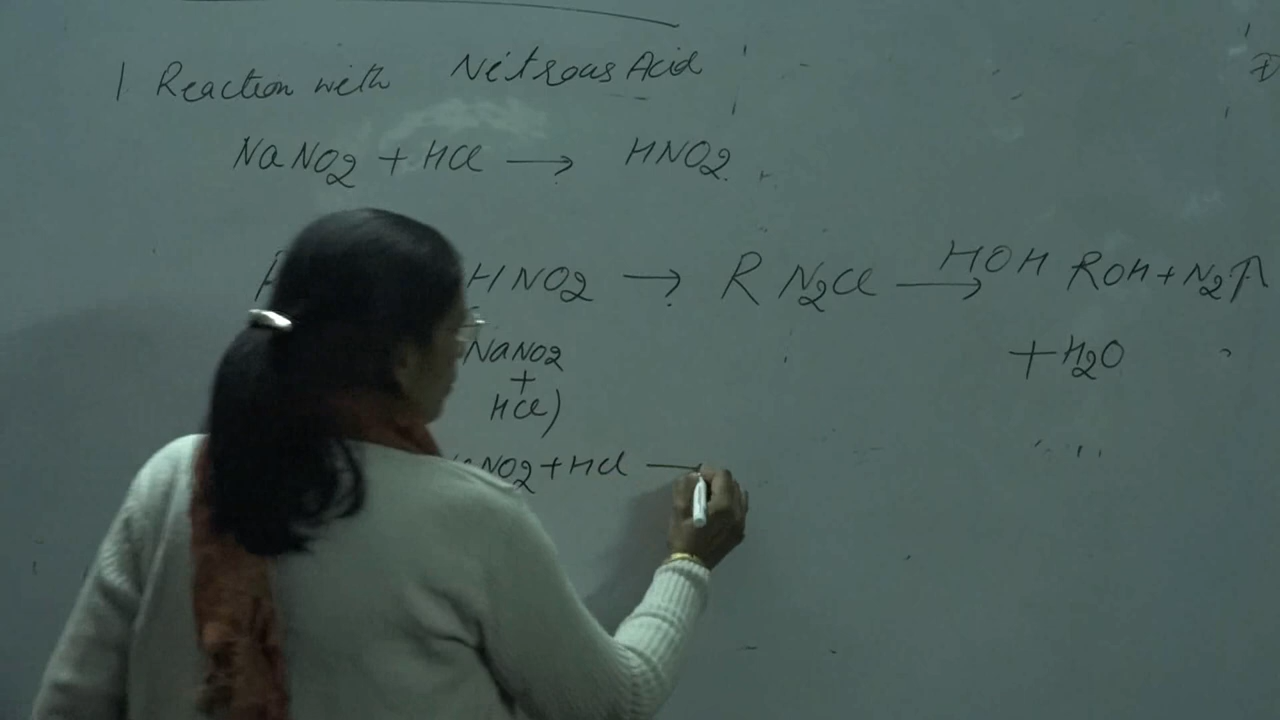 1 Reaction with Nitrous Acid
NaNO2 + HCl → HNO2
HNO2 → R N2Cl HOH → ROH + N2↑
NaNO2 + H2O
+
HCl)
NO2 + HCl →